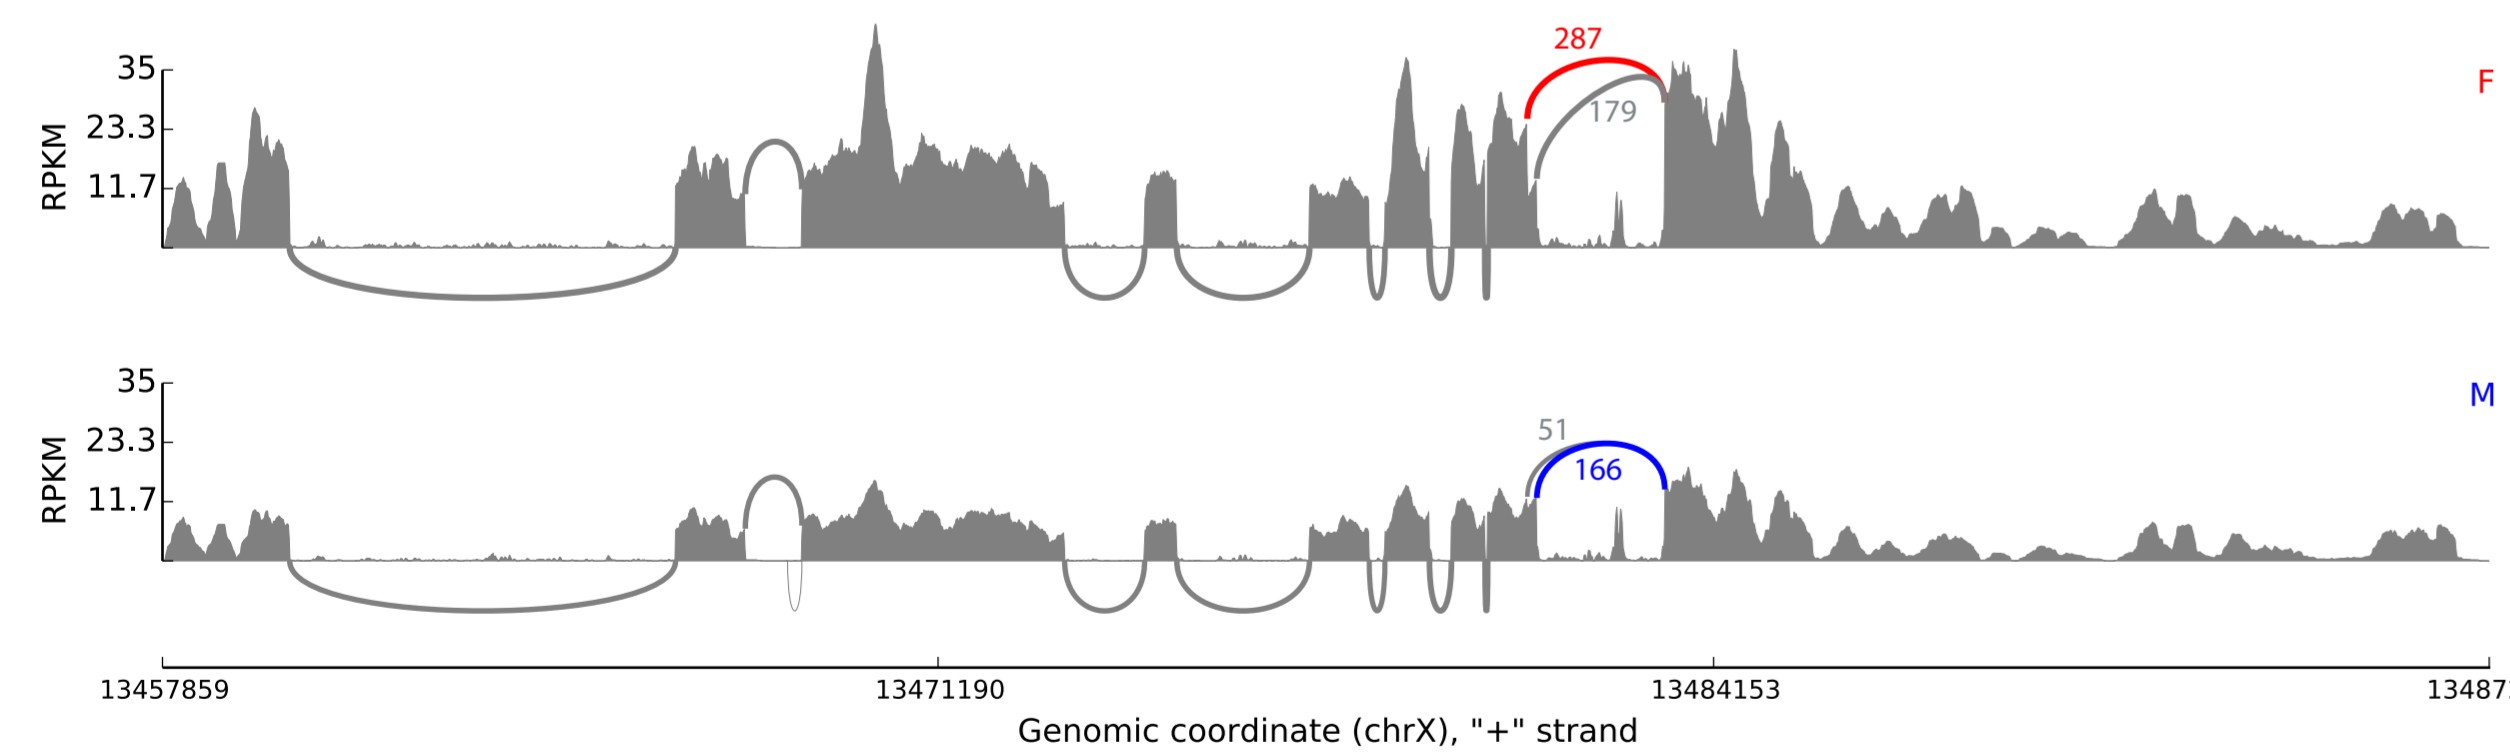 287
35
F
179
23.3
11.7
RPKM
35
M
51
23.3
166
11.7
RPKM
13457859
13471190
13484153
134871
Genomic coordinate (chrX), "+" strand